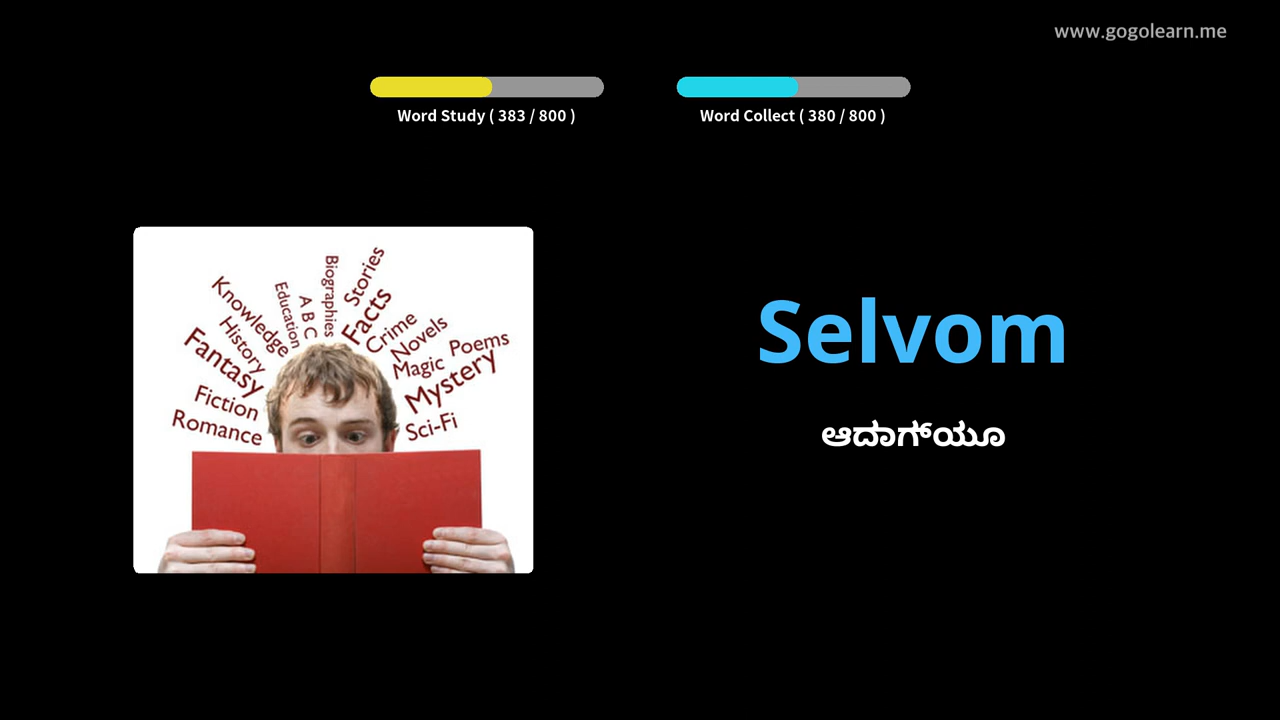 www.gogolearn.me
Word Study ( 383 / 800 )
Word Collect ( 380 / 800 )
Stories
Biographies
A B C
Education
Knowledge
Facts
Crime
History
Novels
Poems
Fantasy
Magic
Mystery
Fiction
Romance
Sci-Fi
Selvom
ಆದಾಗ್‌ಯೂ